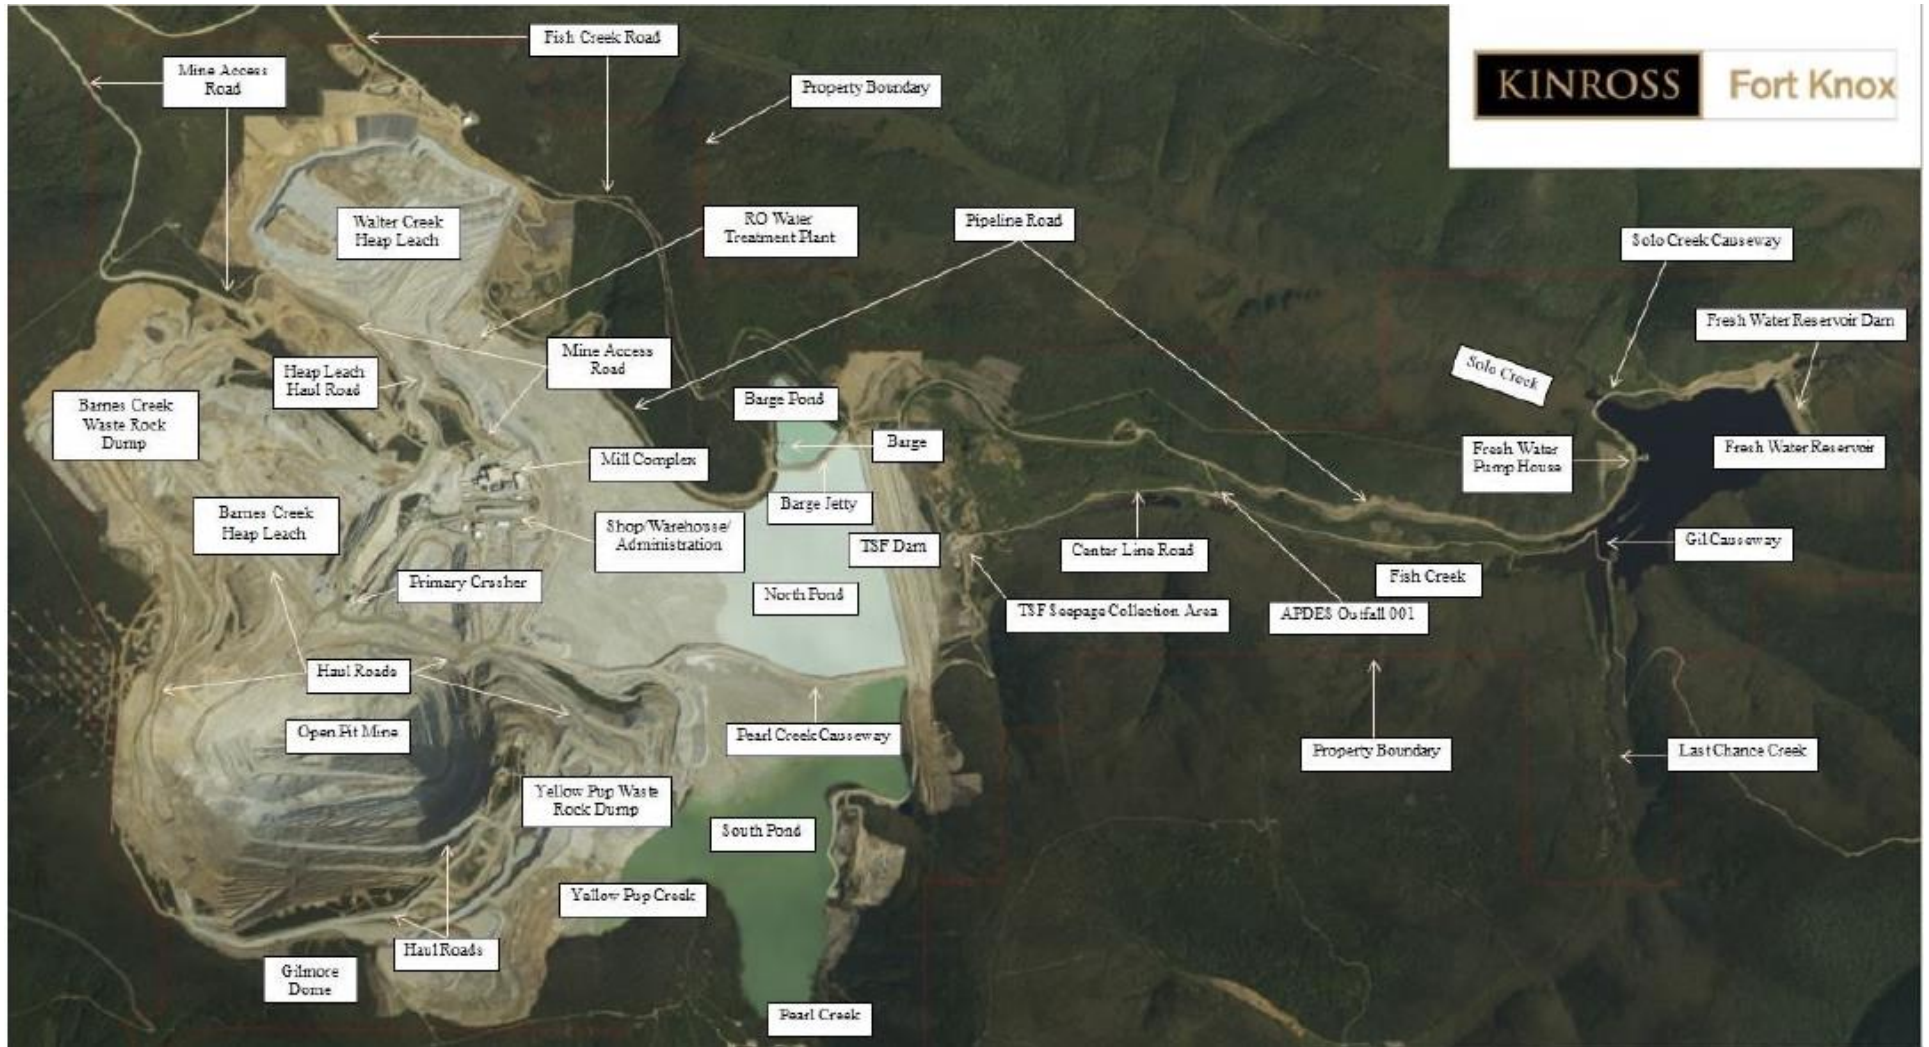 Fish Creek Road
KINROSS
Fort Knox
Mine Access
Road
Property Boundary
Walter Creek
Heap Leach
RO Water
Treatment Plant
Pipeline Road
Solo Creek Causeway
Fresh Water Reservoir Dam
Mine Access
Road
Heap Leach
Haul Road
Solo Creek
Barge Pond
Barnes Creek
Waste Rock
Dump
Barge
Fresh Water
Pump House
Fresh Water Reservoir
Mill Complex
Barge Jetty
Barnes Creek
Heap Leach
Shop/Warehouse/
Administration
TSF Dam
Center Line Road
Gil Causeway
Primary Crusher
Fish Creek
North Pond
TSF Seepage Collection Area
APDES Outfall 001
Haul Roads
Open Pit Mine
Pearl Creek Causeway
Property Boundary
Last Chance Creek
Yellow Pup Waste
Rock Dump
South Pond
Yellow Pup Creek
Haul Roads
Gilmore
Dome
Pearl Creek